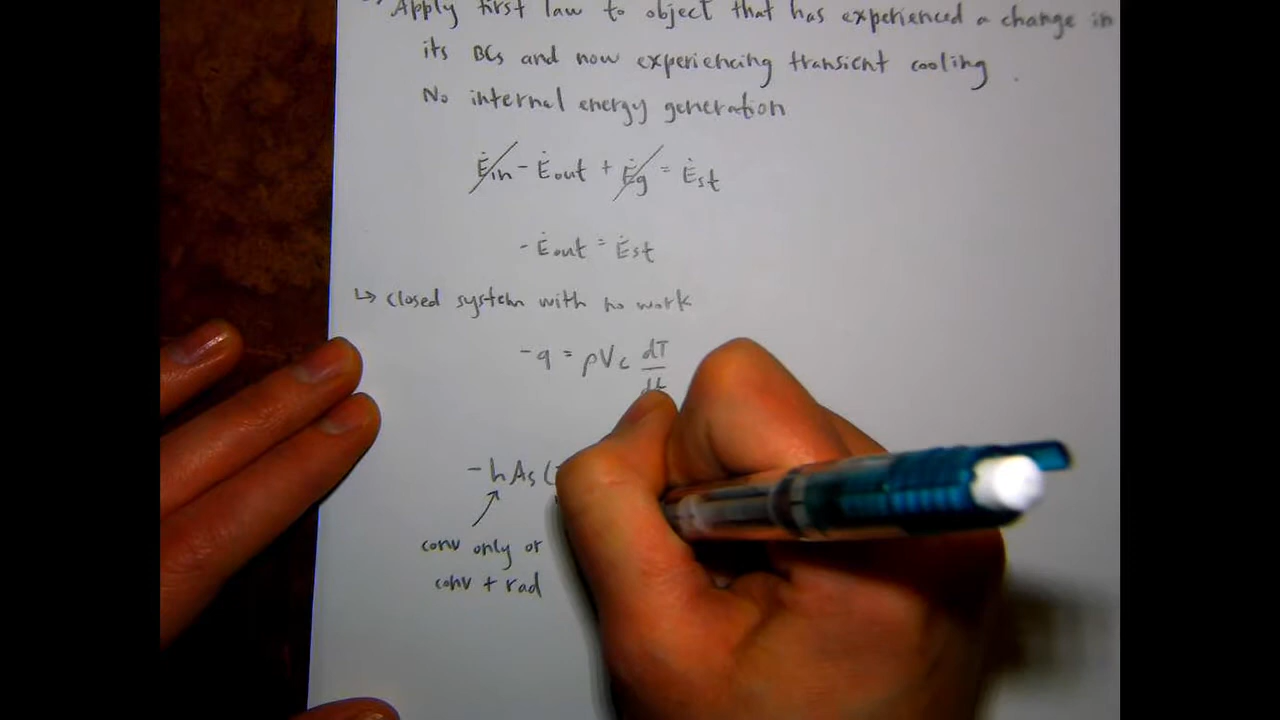 Apply first law to object that has experienced a change in
its BCs and now experiencing transient cooling.
No internal energy generation
Ėin - Ėout + Ėg = Ėst
- Ėout = Ėst
↳ closed system with no work
-q = ρVc dT/dt
-hAs(
conv only or
conv + rad